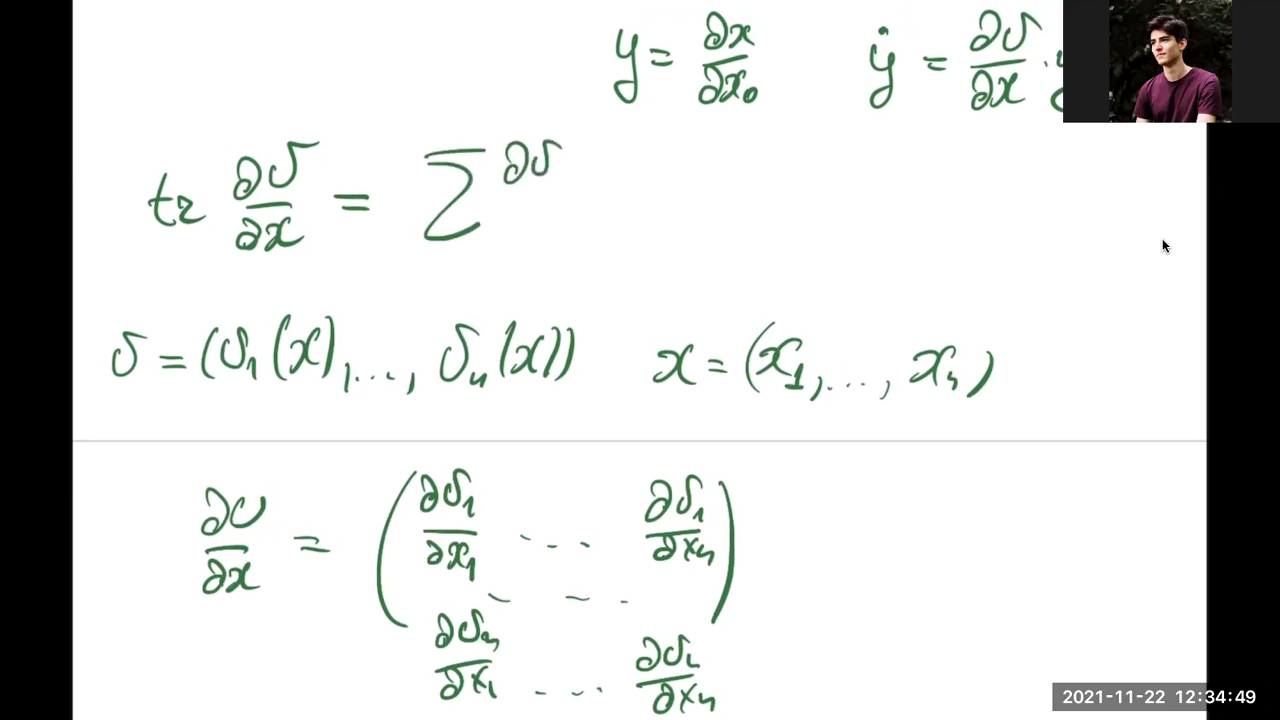 y = ∂x/∂x₀    ẏ = ∂v/∂x ·
tr ∂v/∂x = ∑ ∂v
v = (v₁(x), ..., vₙ(x))    x = (x₁, ..., xₙ)
∂v/∂x = ( ∂v₁/∂x₁ ... ∂v₁/∂xₙ
... ...
∂vₙ/∂x₁ ... ∂vₙ/∂xₙ )
2021-11-22 12:34:49